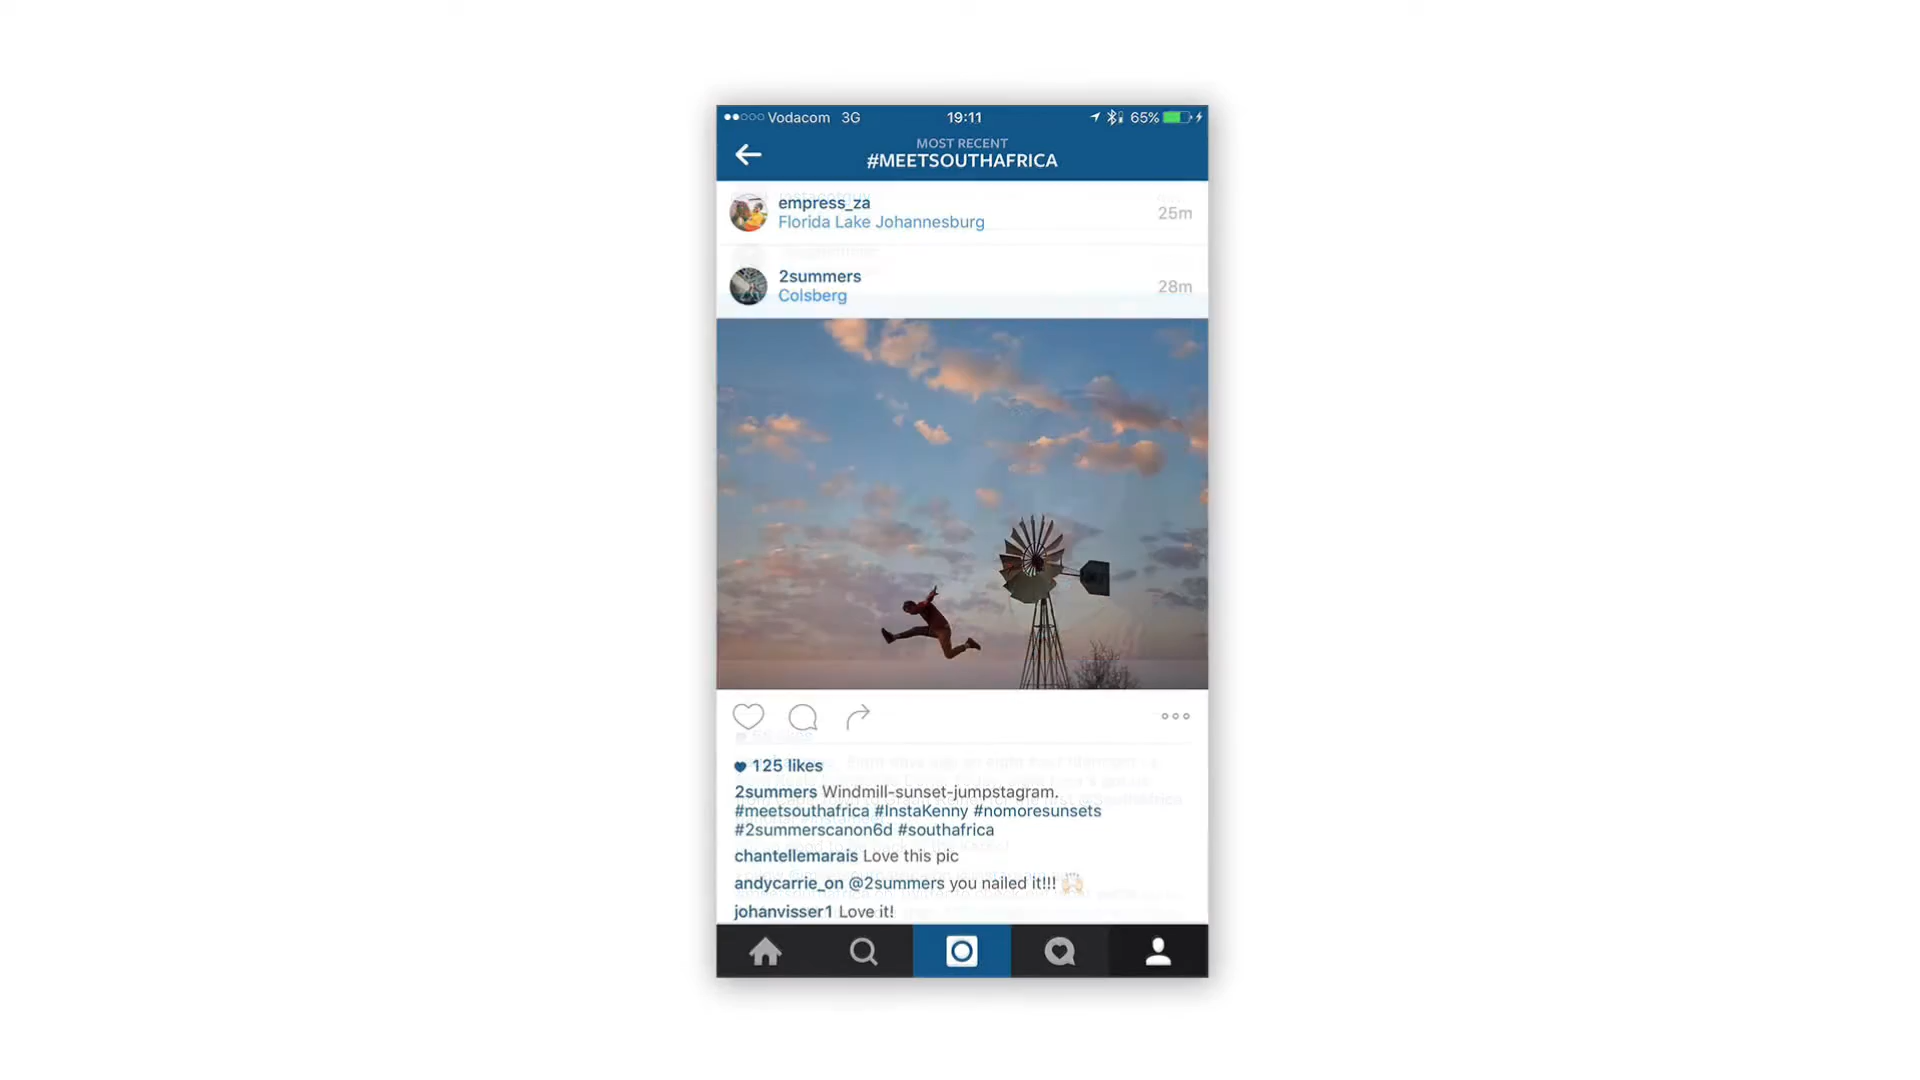 Vodacom 3G 19:11 65%
MOST RECENT
#MEETSOUTHAFRICA
empress_za
Florida Lake Johannesburg
25m
2summers
Colsberg
28m
125 likes
2summers Windmill-sunset-jumpstagram.
#meetsouthafrica #InstaKenny #nomoresunsets
#2summerscanon6d #southafrica
chantellemarais Love this pic
andycarrie_on @2summers you nailed it!!! 🙌
johanvisser1 Love it!